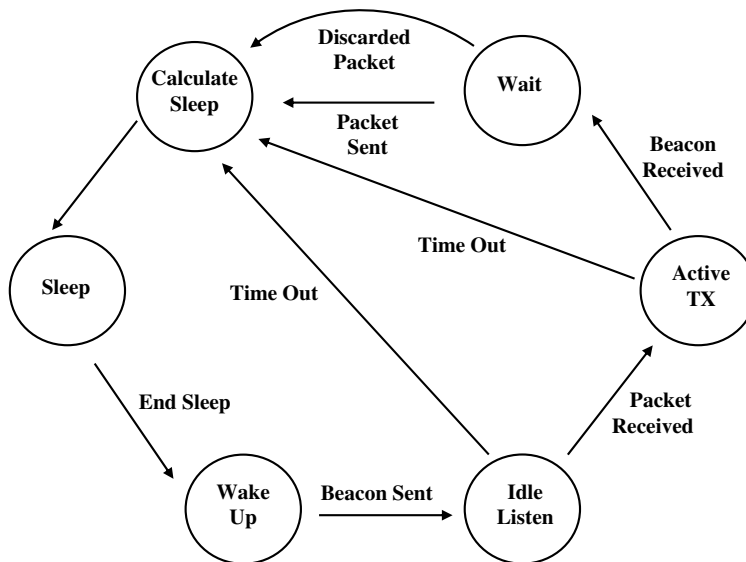 Discarded
Packet
Calculate
Sleep
Wait
Packet
Sent
Beacon
Received
Time Out
Active
TX
Sleep
Time Out
End Sleep
Packet
Received
Wake
Up
Beacon Sent
Idle
Listen